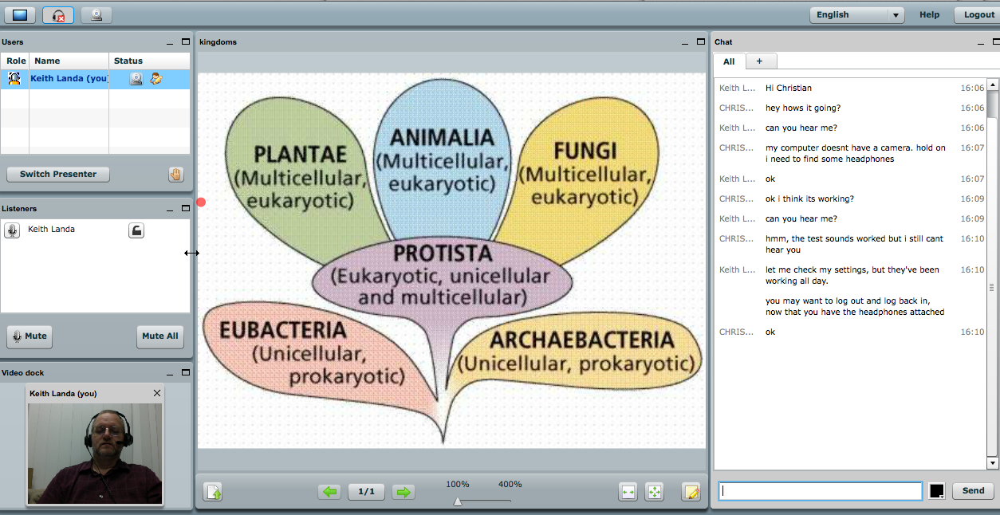 English
Help
Logout
Users
Role Name Status
Keith Landa (you)
Switch Presenter
Listeners
Keith Landa
Mute
Mute All
Video dock
Keith Landa (you)
kingdoms
PLANTAE
(Multicellular,
eukaryotic)
ANIMALIA
(Multicellular,
eukaryotic)
FUNGI
(Multicellular,
eukaryotic)
PROTISTA
(Eukaryotic, unicellular
and multicellular)
EUBACTERIA
(Unicellular,
prokaryotic)
ARCHAEBACTERIA
(Unicellular, prokaryotic)
1/1
100% 400%
Chat
All +
Keith L... Hi Christian 16:06
CHRIS... hey hows it going? 16:06
Keith L... can you hear me? 16:06
CHRIS... my computer doesnt have a camera. hold on 16:07
i need to find some headphones
Keith L... ok 16:07
CHRIS... ok i think its working? 16:09
Keith L... can you hear me? 16:09
CHRIS... hmm, the test sounds worked but i still cant 16:10
hear you
Keith L... let me check my settings, but they've been 16:10
working all day.
you may want to log out and log back in,
now that you have the headphones attached
CHRIS... ok 16:10
Send